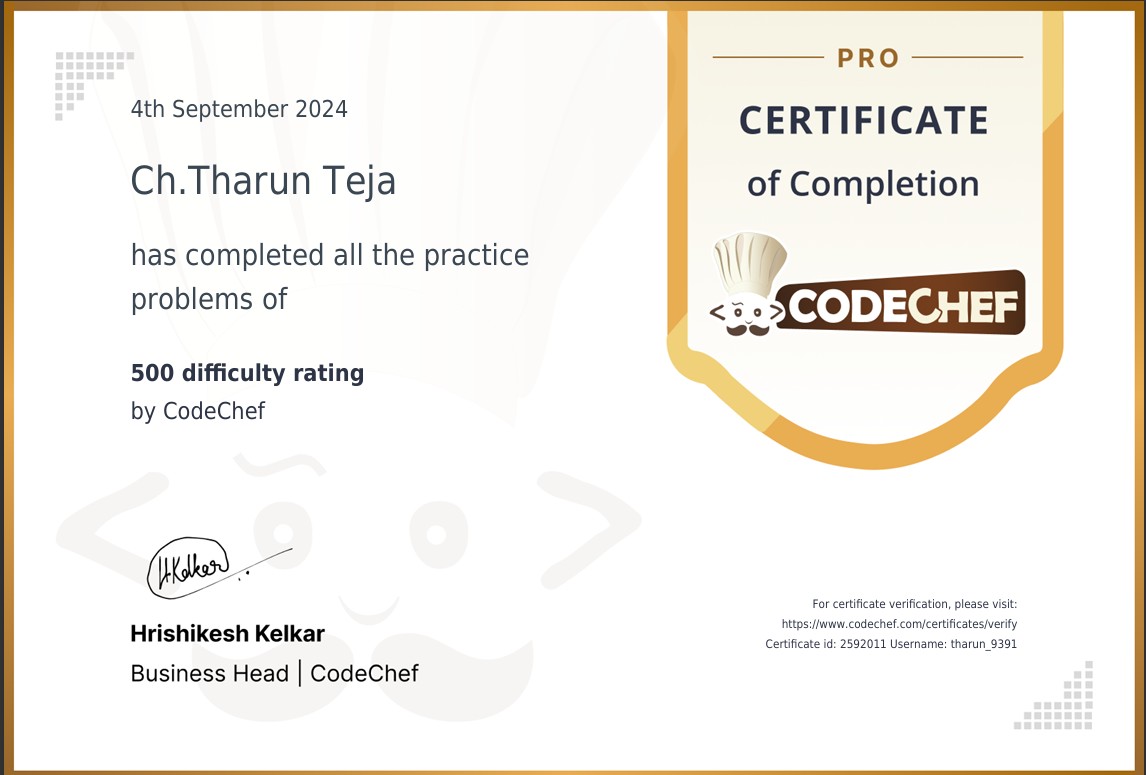 4th September 2024
Ch.Tharun Teja
has completed all the practice
problems of
500 difficulty rating
by CodeChef
H.Kelkar
Hrishikesh Kelkar
Business Head | CodeChef
PRO
CERTIFICATE
of Completion
CODECHEF
For certificate verification, please visit:
https://www.codechef.com/certificates/verify
Certificate id: 2592011 Username: tharun_9391